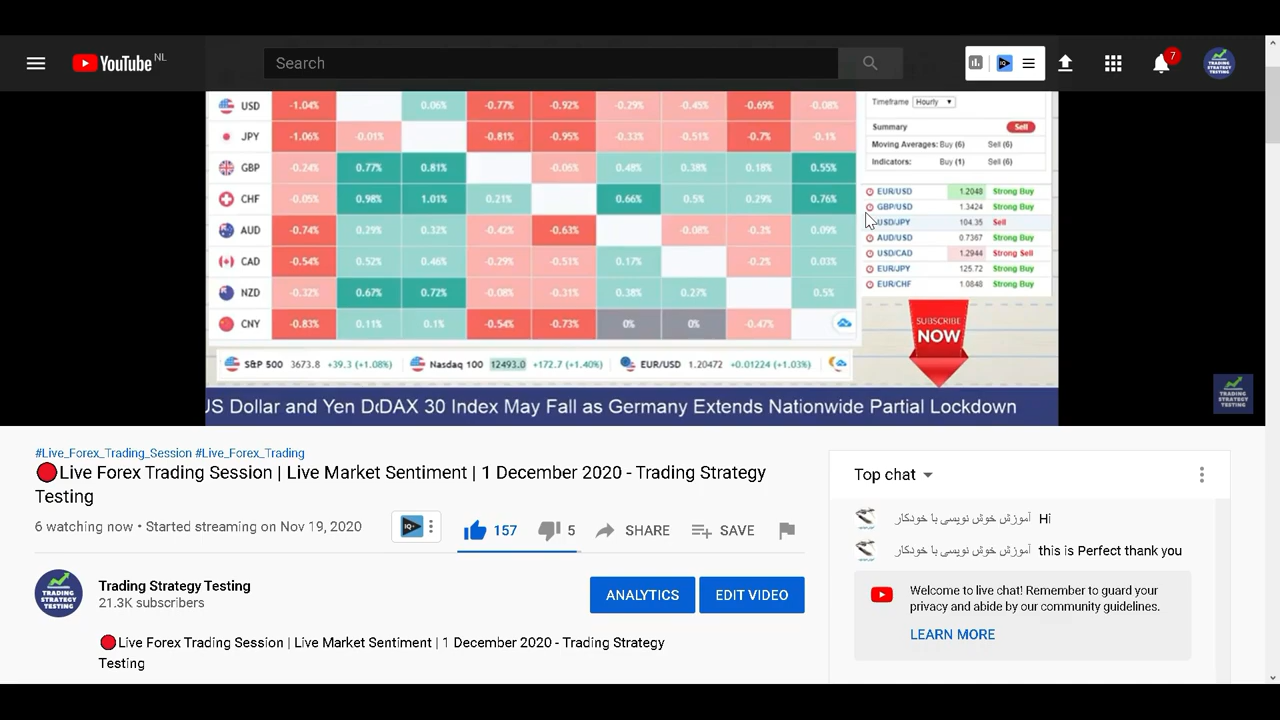 YouTube NL
Search
7
USD -1.04% 0.06% -0.77% -0.92% -0.29% -0.45% -0.69% -0.08%
JPY -1.06% -0.01% -0.81% -0.95% -0.33% -0.51% -0.7% -0.1%
GBP -0.24% 0.77% 0.81% -0.05% 0.48% 0.38% 0.18% 0.55%
CHF -0.05% 0.98% 1.01% 0.21% 0.66% 0.5% 0.29% 0.76%
AUD -0.74% 0.29% 0.32% -0.42% -0.63% -0.08% -0.3% 0.09%
CAD -0.54% 0.52% 0.46% -0.29% -0.51% 0.17% -0.2% 0.03%
NZD -0.32% 0.67% 0.72% -0.08% -0.31% 0.38% 0.27% 0.5%
CNY -0.83% 0.11% 0.1% -0.54% -0.73% 0% 0% -0.47%
Timeframe Hourly
Summary Sell
Moving Averages: Buy (6) Sell (6)
Indicators: Buy (1) Sell (6)
EUR/USD 1.2048 Strong Buy
GBP/USD 1.3424 Strong Buy
USD/JPY 104.35 Sell
AUD/USD 0.7367 Strong Buy
USD/CAD 1.2944 Strong Sell
EUR/JPY 125.72 Strong Buy
EUR/CHF 1.0848 Strong Buy
SUBSCRIBE
NOW
S&P 500 3673.8 +39.3 (+1.08%) Nasdaq 100 12493.0 +172.7 (+1.40%) EUR/USD 1.20472 +0.01224 (+1.03%)
US Dollar and Yen DAX 30 Index May Fall as Germany Extends Nationwide Partial Lockdown
TRADING
STRATEGY
TESTING
#Live_Forex_Trading_Session #Live_Forex_Trading
Live Forex Trading Session | Live Market Sentiment | 1 December 2020 - Trading Strategy
Testing
6 watching now • Started streaming on Nov 19, 2020
IQ
157
5
SHARE
SAVE
TRADING
STRATEGY
TESTING
Trading Strategy Testing
21.3K subscribers
ANALYTICS
EDIT VIDEO
Live Forex Trading Session | Live Market Sentiment | 1 December 2020 - Trading Strategy
Testing
Top chat
آموزش خوش نویسی با خودکار Hi
آموزش خوش نویسی با خودکار this is Perfect thank you
Welcome to live chat! Remember to guard your
privacy and abide by our community guidelines.
LEARN MORE